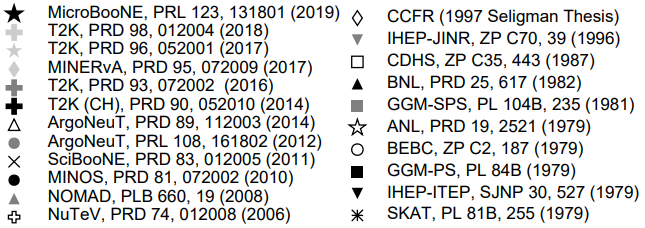 MicroBooNE, PRL 123, 131801 (2019)
T2K, PRD 98, 012004 (2018)
T2K, PRD 96, 052001 (2017)
MINERvA, PRD 95, 072009 (2017)
T2K, PRD 93, 072002 (2016)
T2K (CH), PRD 90, 052010 (2014)
ArgoNeuT, PRD 89, 112003 (2014)
ArgoNeuT, PRL 108, 161802 (2012)
SciBooNE, PRD 83, 012005 (2011)
MINOS, PRD 81, 072002 (2010)
NOMAD, PLB 660, 19 (2008)
NuTeV, PRD 74, 012008 (2006)
CCFR (1997 Seligman Thesis)
IHEP-JINR, ZP C70, 39 (1996)
CDHS, ZP C35, 443 (1987)
BNL, PRD 25, 617 (1982)
GGM-SPS, PL 104B, 235 (1981)
ANL, PRD 19, 2521 (1979)
BEBC, ZP C2, 187 (1979)
GGM-PS, PL 84B (1979)
IHEP-ITEP, SJNP 30, 527 (1979)
SKAT, PL 81B, 255 (1979)